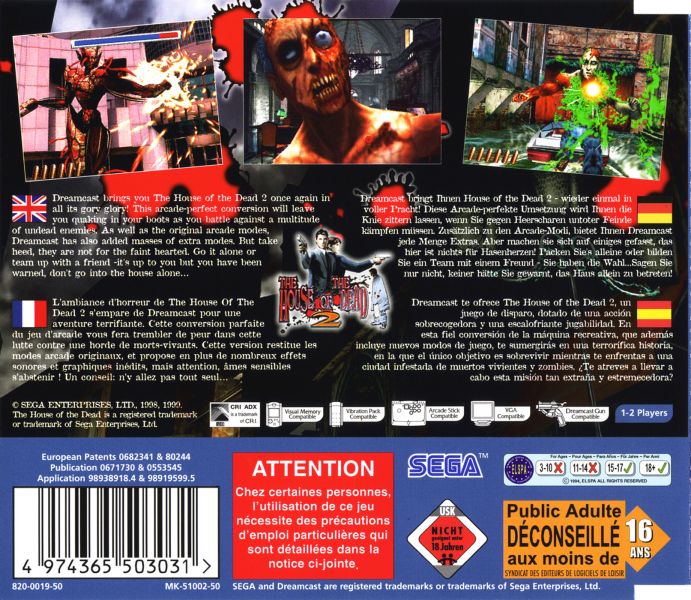 Dreamcast brings you The House of the Dead 2 once again in
all its gory glory! This arcade-perfect conversion will leave
you quaking in your boots as you battle against a multitude
of undead enemies. As well as the original arcade modes,
Dreamcast has also added masses of extra modes. But take
heed, they are not for the faint hearted. Go it alone or
team up with a friend -it's up to you but you have been
warned, don't go into the house alone...
Dreamcast bringt Ihnen House of the Dead 2 - wieder einmal in
voller Pracht! Diese Arcade-perfekte Umsetzung wird Ihnen die
Knie zittern lassen, wenn Sie gegen Heerscharen untoter Feinde
kämpfen müssen. Zusätzlich zu den Arcade-Modi, bietet Ihnen Dreamcast
jede Menge Extras. Aber machen sie sich auf einiges gefasst, das
hier ist nichts für Hasenherzen! Packen Sie's alleine oder bilden
Sie ein Team mit einem Freund - Sie haben die Wahl...Sagen Sie
nur nicht, keiner hätte Sie gewarnt, das Haus allein zu betreten!
THE HOUSE OF THE DEAD 2
L'ambiance d'horreur de The House Of The
Dead 2 s'empare de Dreamcast pour une
aventure terrifiante. Cette conversion parfaite
du jeu d'arcade vous fera trembler de peur dans cette
lutte contre une horde de morts-vivants. Cette version restitue les
modes arcade originaux, et propose en plus de nombreux effets
sonores et graphiques inédits, mais attention, âmes sensibles
s'abstenir ! Un conseil: n'y allez pas tout seul...
Dreamcast te ofrece The House of the Dead 2, un
juego de disparo, dotado de una acción
sobrecogedora y una escalofriante jugabilidad. En
esta fiel conversión de la máquina recreativa, que además
incluye nuevos modos de juego, te sumergirás en una terrorífica historia,
en la que el único objetivo es sobrevivir mientras te enfrentas a una
ciudad infestada de muertos vivientes y zombies. ¿Te atreves a llevar a
cabo esta misión tan extraña y estremecedora?
© SEGA ENTERPRISES, LTD., 1998, 1999.
The House of the Dead is a registered trademark
or trademark of Sega Enterprises, Ltd.
CRI ADX
is a trademark
of C.R.I.
Visual Memory
Compatible
Vibration Pack
Compatible
Arcade Stick
Compatible
VGA
Compatible
Dreamcast Gun
Compatible
1-2 Players
European Patents 0682341 & 80244
Publication 0671730 & 0553545
Application 98938918.4 & 98919599.5
4 974365 503031 >
820-0019-50
MK-51002-50
ATTENTION
Chez certaines personnes,
l'utilisation de ce jeu
nécessite des précautions
d'emploi particulières qui
sont détaillées dans la
notice ci-jointe.
SEGA™
USK
NICHT
geeignet unter
18 Jahren
For Ages – Pour Ages – Para Años – Für Jahre – Per Anni
ELSPA
3-10 11-14 15-17 18+
© 1994, ELSPA ALL RIGHTS RESERVED
Public Adulte
DÉCONSEILLÉ
aux moins de
16
ANS
SYNDICAT DES EDITEURS DE LOGICIELS DE LOISIR
SEGA and Dreamcast are registered trademarks or trademarks of Sega Enterprises, Ltd.